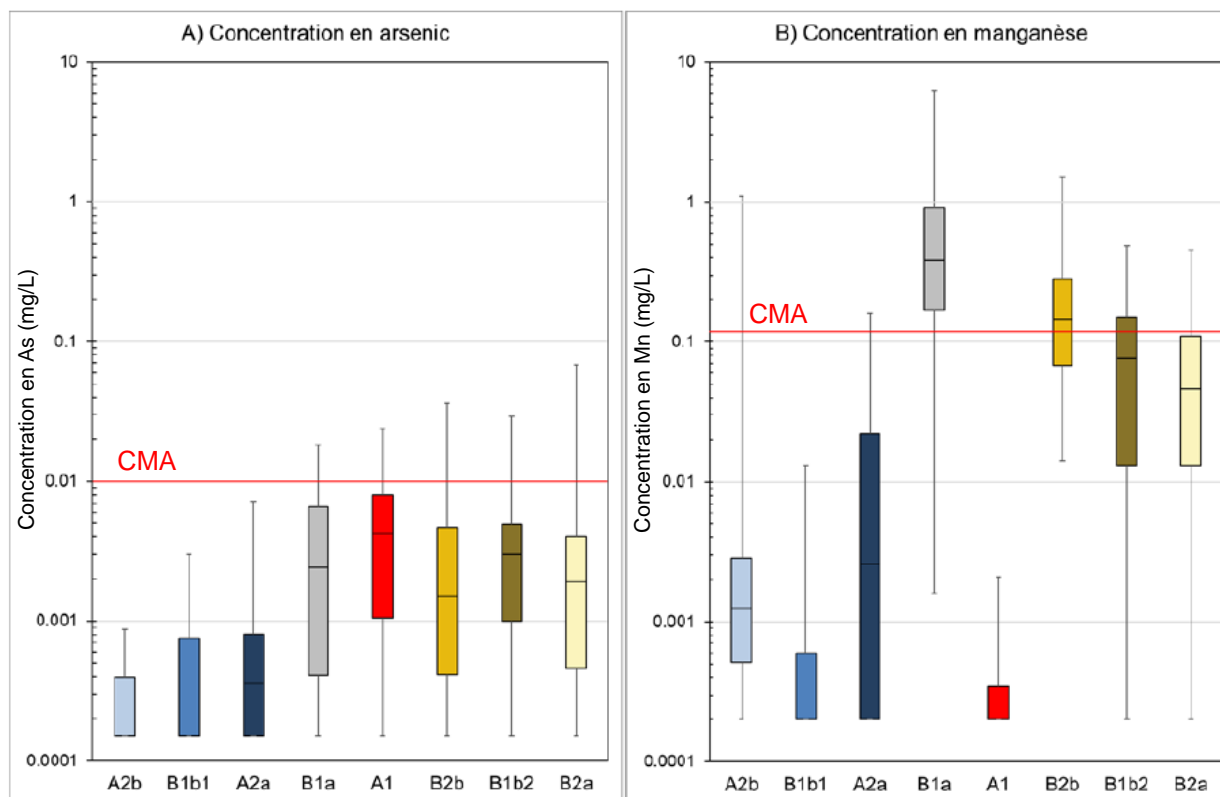 A) Concentration en arsenic
Concentration en As (mg/L)
10
1
0.1
0.01
0.001
0.0001
CMA
A2b B1b1 A2a B1a A1 B2b B1b2 B2a
B) Concentration en manganèse
Concentration en Mn (mg/L)
10
1
0.1
0.01
0.001
0.0001
CMA
A2b B1b1 A2a B1a A1 B2b B1b2 B2a